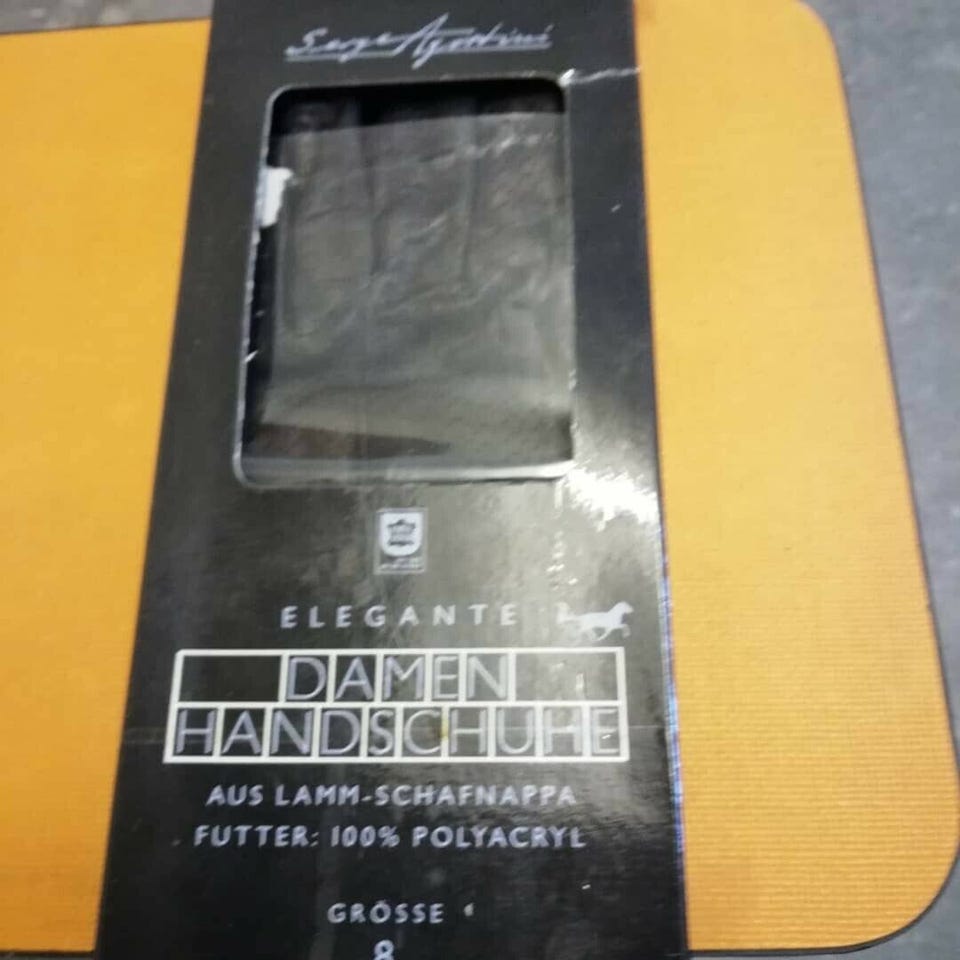 ELEGANTE
DAMEN
HANDSCHUHE
AUS LAMM-SCHAFNAPPA
FUTTER: 100% POLYACRYL
GRÖSSE
8